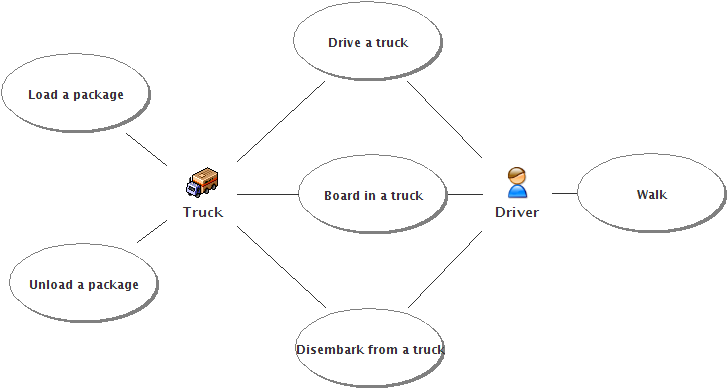 Drive a truck
Load a package
Board in a truck
Walk
Truck
Driver
Unload a package
Disembark from a truck